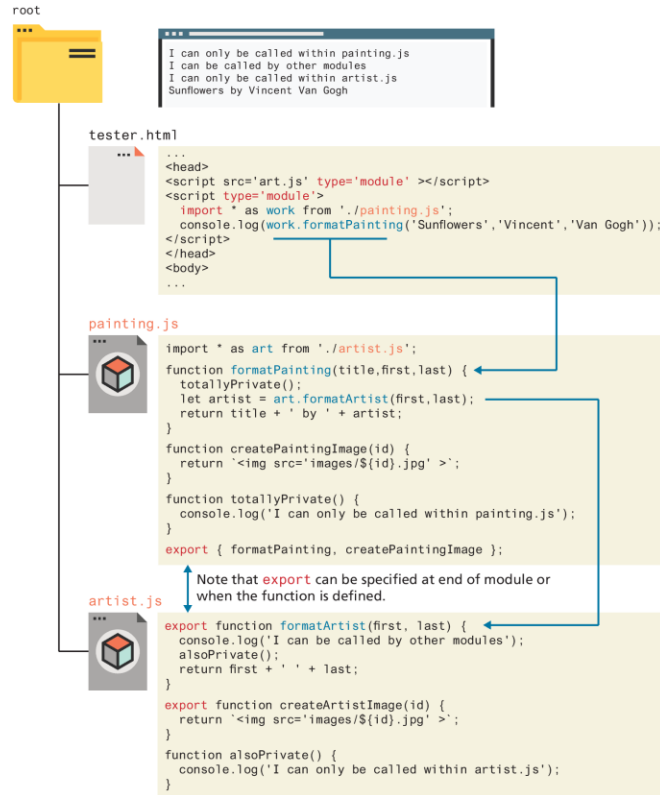 root
I can only be called within painting.js
I can be called by other modules
I can only be called within artist.js
Sunflowers by Vincent Van Gogh
tester.html
...
<head>
<script src='art.js' type='module' ></script>
<script type='module'>
import * as work from './painting.js';
console.log(work.formatPainting('Sunflowers','Vincent','Van Gogh'));
</script>
</head>
<body>
...
painting.js
import * as art from './artist.js';
function formatPainting(title,first,last) {
totallyPrivate();
let artist = art.formatArtist(first,last);
return title + ' by ' + artist;
}
function createPaintingImage(id) {
return `<img src='images/${id}.jpg' >`;
}
function totallyPrivate() {
console.log('I can only be called within painting.js');
}
export { formatPainting, createPaintingImage };
Note that export can be specified at end of module or
when the function is defined.
artist.js
export function formatArtist(first, last) {
console.log('I can be called by other modules');
alsoPrivate();
return first + ' ' + last;
}
export function createArtistImage(id) {
return `<img src='images/${id}.jpg' >`;
}
function alsoPrivate() {
console.log('I can only be called within artist.js');
}